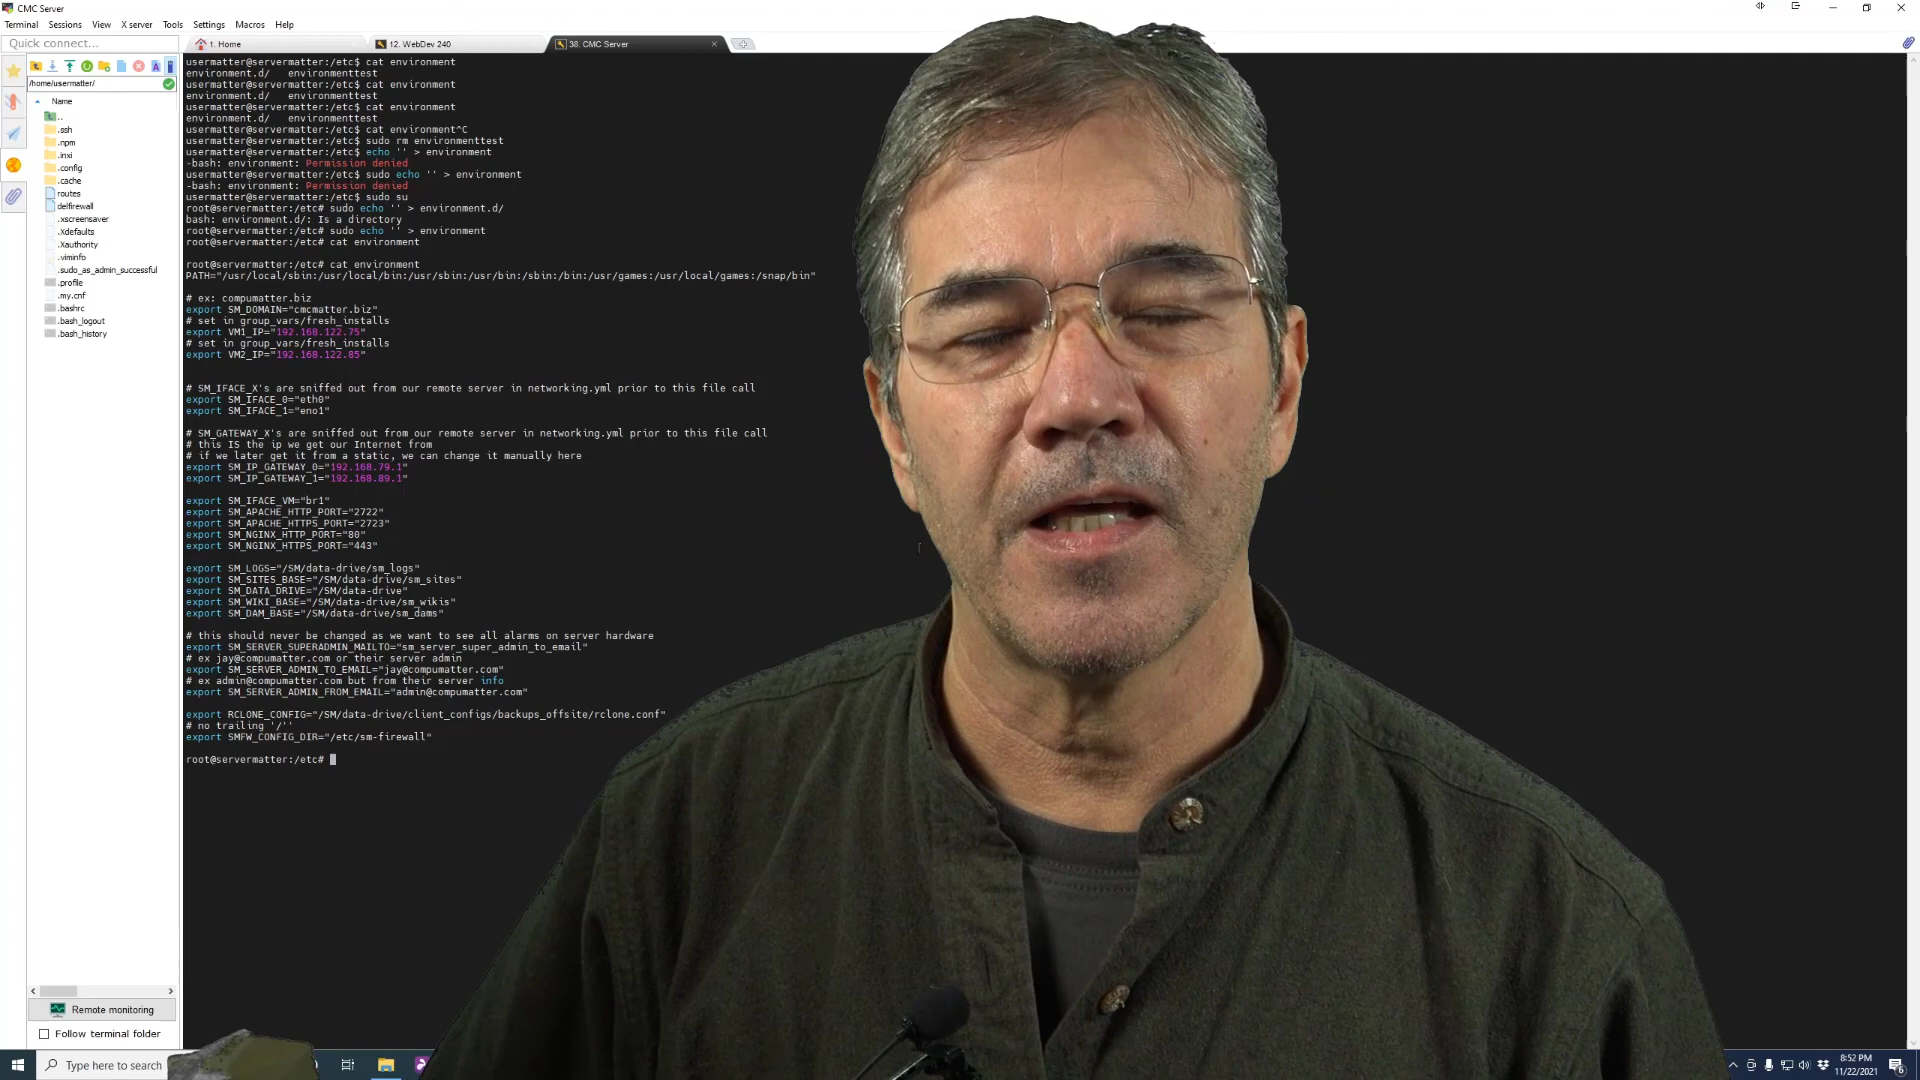 CMC Server
Terminal Sessions View X server Tools Settings Macros Help
Quick connect...
1. Home
12. WebDev 240
38. CMC Server
/home/usermatter/
Name
..
.ssh
.npm
.inxi
.config
.cache
routes
delfirewall
.xscreensaver
.Xdefaults
.Xauthority
.viminfo
.sudo_as_admin_successful
.profile
.my.cnf
.bashrc
.bash_logout
.bash_history
Remote monitoring
Follow terminal folder
usermatter@servermatter:/etc$ cat environment
environment.d/ environmenttest
usermatter@servermatter:/etc$ cat environment
environment.d/ environmenttest
usermatter@servermatter:/etc$ cat environment
environment.d/ environmenttest
usermatter@servermatter:/etc$ cat environment^C
usermatter@servermatter:/etc$ sudo rm environmenttest
usermatter@servermatter:/etc$ echo '' > environment
-bash: environment: Permission denied
usermatter@servermatter:/etc$ sudo echo '' > environment
-bash: environment: Permission denied
usermatter@servermatter:/etc$ sudo su
root@servermatter:/etc# sudo echo '' > environment.d/
bash: environment.d/: Is a directory
root@servermatter:/etc# sudo echo '' > environment
root@servermatter:/etc# cat environment
root@servermatter:/etc# cat environment
PATH="/usr/local/sbin:/usr/local/bin:/usr/sbin:/usr/bin:/sbin:/bin:/usr/games:/usr/local/games:/snap/bin"
# ex: compumatter.biz
export SM_DOMAIN="cmcmatter.biz"
# set in group_vars/fresh_installs
export VM1_IP="192.168.122.75"
# set in group_vars/fresh_installs
export VM2_IP="192.168.122.85"
# SM_IFACE_X's are sniffed out from our remote server in networking.yml prior to this file call
export SM_IFACE_0="eth0"
export SM_IFACE_1="eno1"
# SM_GATEWAY_X's are sniffed out from our remote server in networking.yml prior to this file call
# this IS the ip we get our Internet from
# if we later get it from a static, we can change it manually here
export SM_IP_GATEWAY_0="192.168.79.1"
export SM_IP_GATEWAY_1="192.168.89.1"
export SM_IFACE_VM="br1"
export SM_APACHE_HTTP_PORT="2722"
export SM_APACHE_HTTPS_PORT="2723"
export SM_NGINX_HTTP_PORT="80"
export SM_NGINX_HTTPS_PORT="443"
export SM_LOGS="/SM/data-drive/sm_logs"
export SM_SITES_BASE="/SM/data-drive/sm_sites"
export SM_DATA_DRIVE="/SM/data-drive"
export SM_WIKI_BASE="/SM/data-drive/sm_wikis"
export SM_DAM_BASE="/SM/data-drive/sm_dams"
# this should never be changed as we want to see all alarms on server hardware
export SM_SERVER_SUPERADMIN_MAILTO="sm_server_super_admin_to_email"
# ex jay@compumatter.com or their server admin
export SM_SERVER_ADMIN_TO_EMAIL="jay@compumatter.com"
# ex admin@compumatter.com but from their server info
export SM_SERVER_ADMIN_FROM_EMAIL="admin@compumatter.com"
export RCLONE_CONFIG="/SM/data-drive/client_configs/backups_offsite/rclone.conf"
# no trailing '/''
export SMFW_CONFIG_DIR="/etc/sm-firewall"
root@servermatter:/etc#
Type here to search
8:52 PM
11/22/2021
6